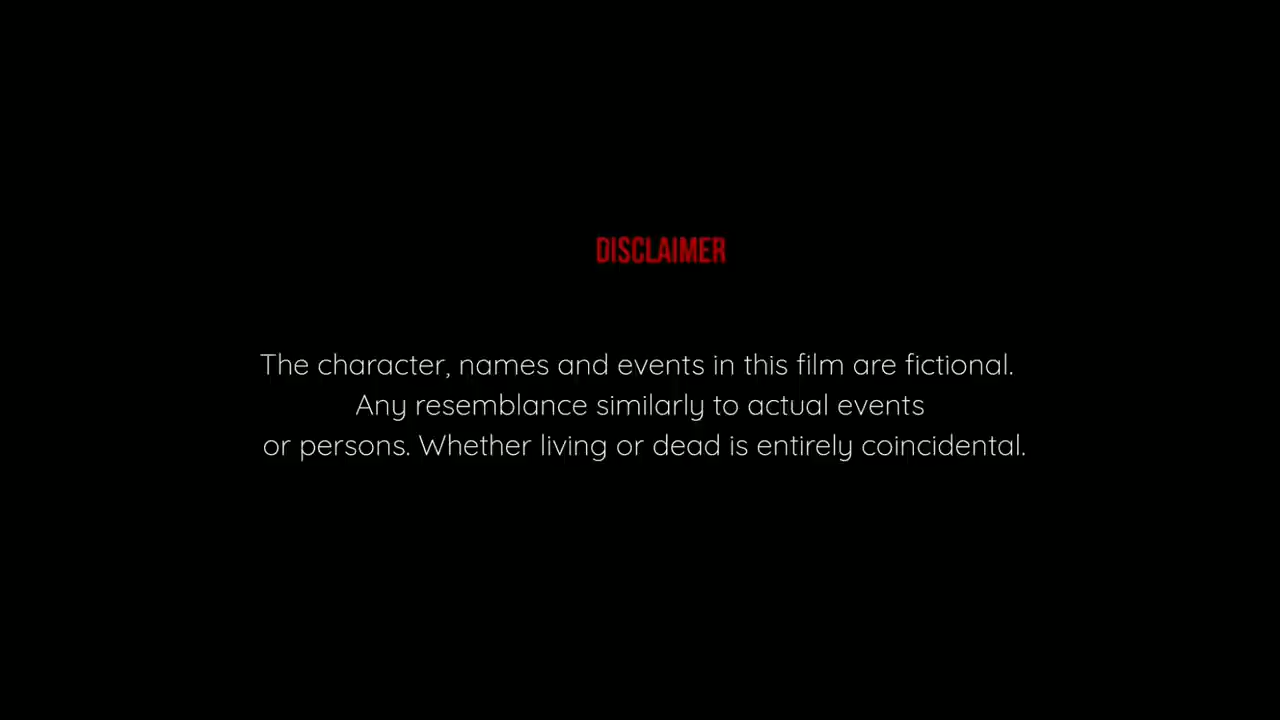 DISCLAIMER
The character, names and events in this film are fictional.
Any resemblance similarly to actual events
or persons. Whether living or dead is entirely coincidental.